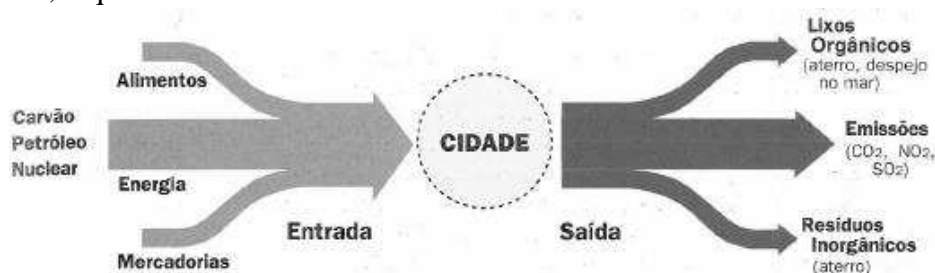 Alimentos
Carvão
Petróleo
Nuclear
Energia
Mercadorias
Entrada
CIDADE
Saída
Lixos
Orgânicos
(aterro, despejo
no mar)
Emissões
(CO2, NO2,
SO2)
Resíduos
Inorgânicos
(aterro)